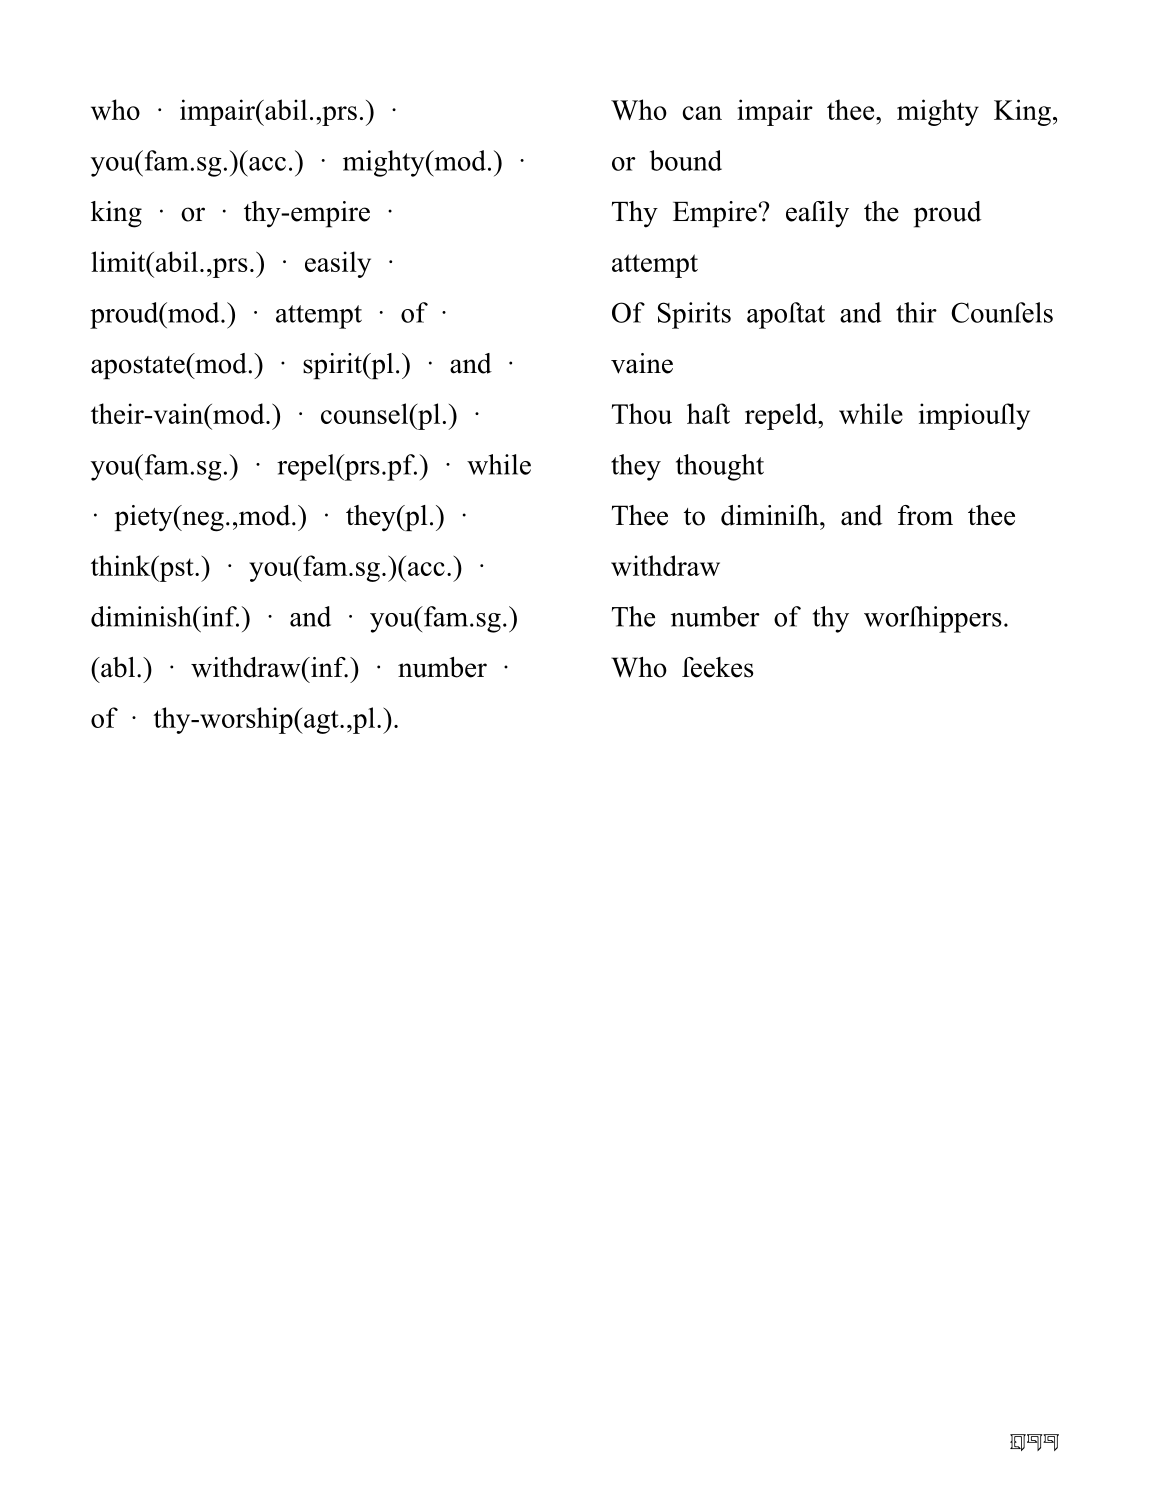 who · impair(abil.,prs.) ·
you(fam.sg.)(acc.) · mighty(mod.) ·
king · or · thy-empire ·
limit(abil.,prs.) · easily ·
proud(mod.) · attempt · of ·
apostate(mod.) · spirit(pl.) · and ·
their-vain(mod.) · counsel(pl.) ·
you(fam.sg.) · repel(prs.pf.) · while
· piety(neg.,mod.) · they(pl.) ·
think(pst.) · you(fam.sg.)(acc.) ·
diminish(inf.) · and · you(fam.sg.)
(abl.) · withdraw(inf.) · number ·
of · thy-worship(agt.,pl.).
Who can impair thee, mighty King,
or bound
Thy Empire? eaſily the proud
attempt
Of Spirits apoſtat and thir Counſels
vaine
Thou haſt repeld, while impiouſly
they thought
Thee to diminiſh, and from thee
withdraw
The number of thy worſhippers.
Who ſeekes